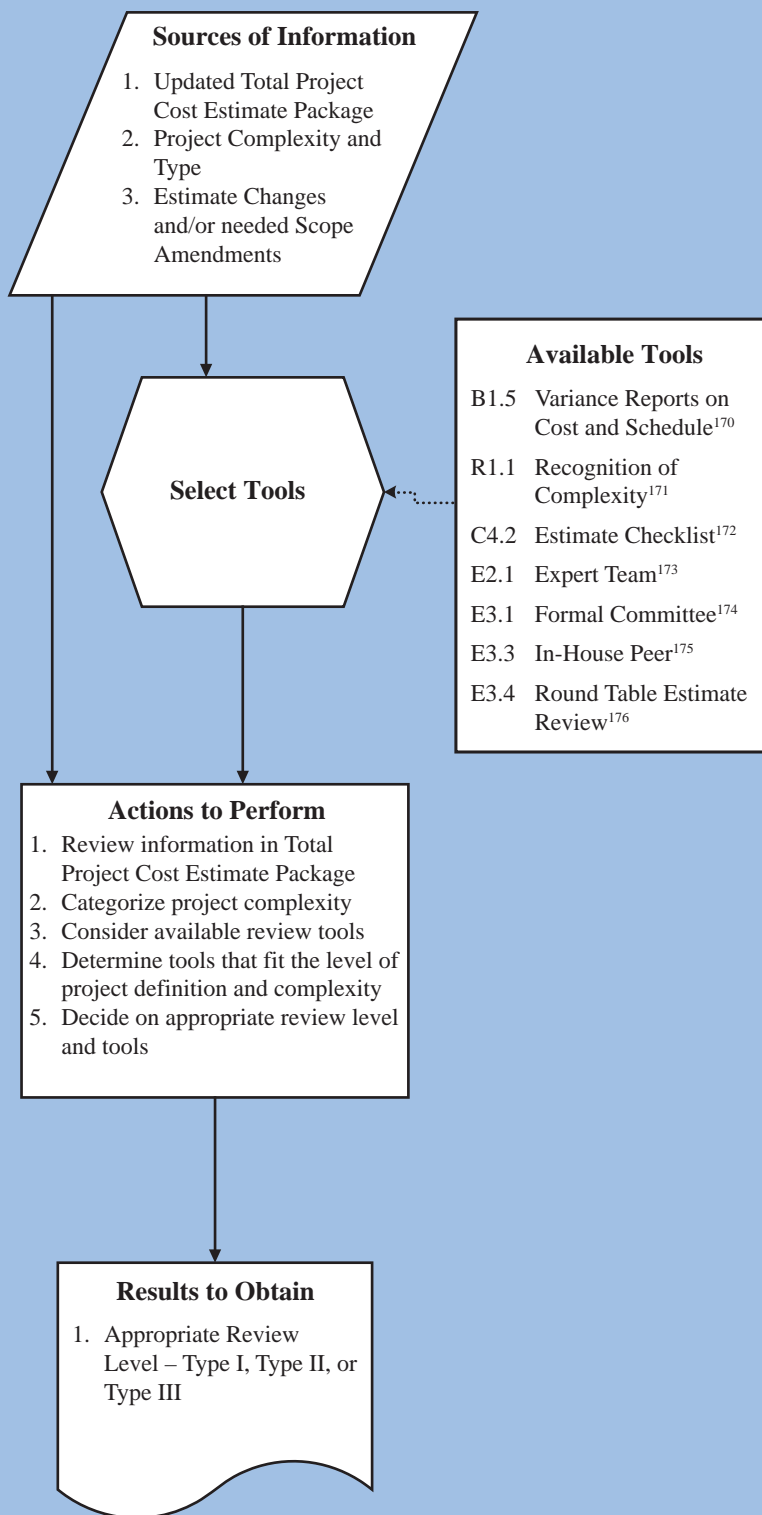 Sources of Information
1. Updated Total Project
Cost Estimate Package
2. Project Complexity and
Type
3. Estimate Changes
and/or needed Scope
Amendments
Select Tools
Available Tools
B1.5 Variance Reports on
Cost and Schedule170
R1.1 Recognition of
Complexity171
C4.2 Estimate Checklist172
E2.1 Expert Team173
E3.1 Formal Committee174
E3.3 In-House Peer175
E3.4 Round Table Estimate
Review176
Actions to Perform
1. Review information in Total
Project Cost Estimate Package
2. Categorize project complexity
3. Consider available review tools
4. Determine tools that fit the level of
project definition and complexity
5. Decide on appropriate review level
and tools
Results to Obtain
1. Appropriate Review
Level – Type I, Type II, or
Type III